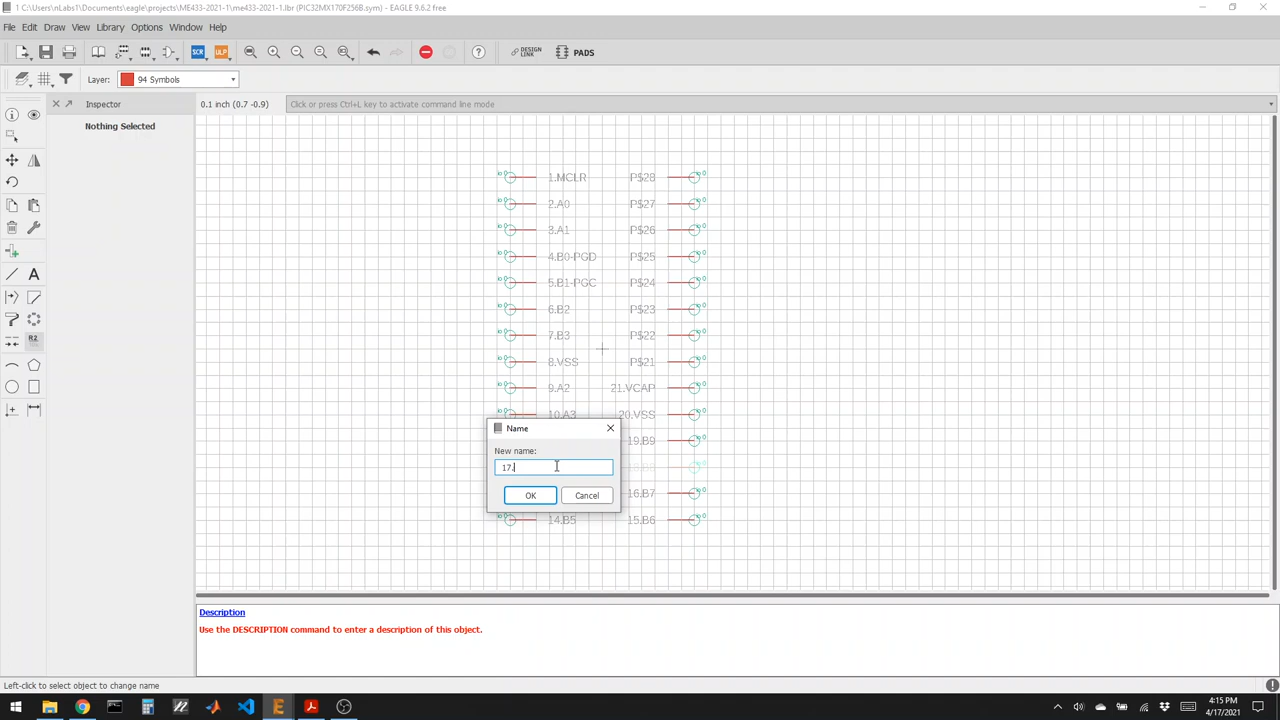 1 C:\Users\nLabs1\Documents\eagle\projects\ME433-2021-1\me433-2021-1.lbr (PIC32MX170F256B.sym) - EAGLE 9.6.2 free
File Edit Draw View Library Options Window Help
SCR ULP DESIGN LINK PADS
Layer: 94 Symbols
Inspector
0.1 inch (0.7 -0.9)
Click or press Ctrl+L key to activate command line mode
Nothing Selected
1.MCLR P$28
2.A0 P$27
3.A1 P$26
4.B0-PGD P$25
5.B1-PGC P$24
6.B2 P$23
7.B3 P$22
8.VSS P$21
9.A2 21.VCAP
10.A3 20.VSS
Name
19.B9
New name:
17.
18.B8
OK Cancel
16.B7
14.B5 15.B6
R2
Description
Use the DESCRIPTION command to enter a description of this object.
Left-click to select object to change name
4:15 PM
4/17/2021